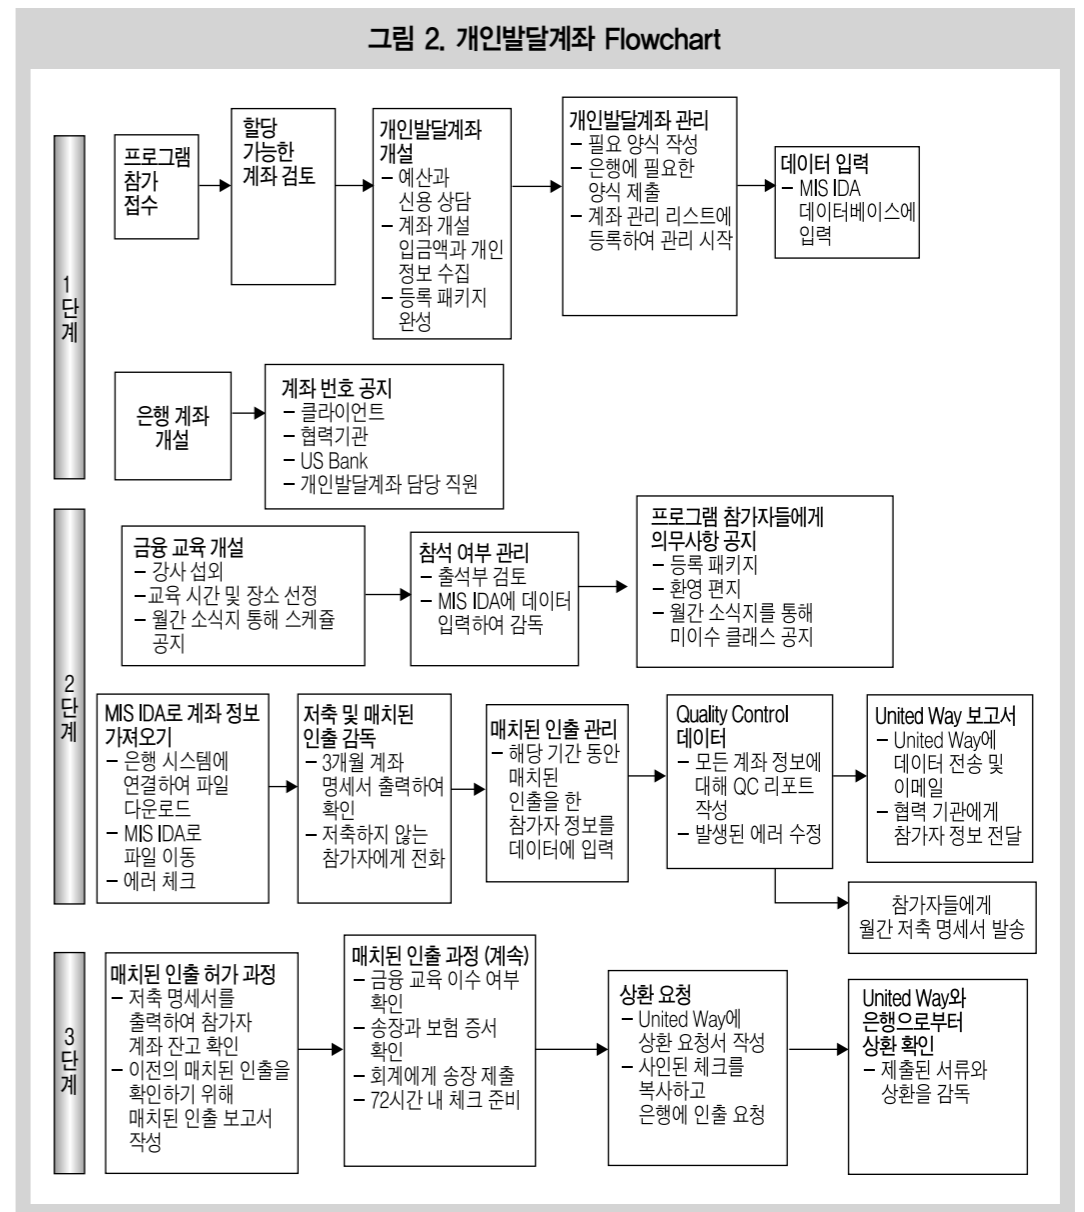 그림 2. 개인발달계좌 Flowchart
1
단
계
프로그램
참가
접수
할당
가능한
계좌 검토
개인발달계좌
개설
– 예산과
신용 상담
– 계좌 개설
입금액과 개인
정보 수집
– 등록 패키지
완성
개인발달계좌 관리
– 필요 양식 작성
– 은행에 필요한
양식 제출
– 계좌 관리 리스트에
등록하여 관리 시작
데이터 입력
– MIS IDA
데이터베이스에
입력
은행 계좌
개설
계좌 번호 공지
– 클라이언트
– 협력기관
– US Bank
– 개인발달계좌 담당 직원
2
단
계
금융 교육 개설
– 강사 섭외
–교육 시간 및 장소 선정
– 월간 소식지 통해 스케쥴
공지
참석 여부 관리
– 출석부 검토
– MIS IDA에 데이터
입력하여 감독
프로그램 참가자들에게
의무사항 공지
– 등록 패키지
– 환영 편지
– 월간 소식지를 통해
미이수 클래스 공지
MIS IDA로 계좌 정보
가져오기
– 은행 시스템에
연결하여 파일
다운로드
– MIS IDA로
파일 이동
– 에러 체크
저축 및 매치된
인출 감독
– 3개월 계좌
명세서 출력하여
확인
– 저축하지 않는
참가자에게 전화
매치된 인출 관리
– 해당 기간 동안
매치된
인출을 한
참가자 정보를
데이터에 입력
Quality Control
데이터
– 모든 계좌 정보에
대해 QC 리포트
작성
– 발생된 에러 수정
United Way 보고서
– United Way에
데이터 전송 및
이메일
– 협력 기관에게
참가자 정보 전달
참가자들에게
월간 저축 명세서 발송
3
단
계
매치된 인출 허가 과정
– 저축 명세서를
출력하여 참가자
계좌 잔고 확인
– 이전의 매치된 인출을
확인하기 위해
매치된 인출 보고서
작성
매치된 인출 과정 (계속)
– 금융 교육 이수 여부
확인
– 송장과 보험 증서
확인
– 회계에게 송장 제출
– 72시간 내 체크 준비
상환 요청
– United Way에
상환 요청서 작성
– 사인된 체크를
복사하고
은행에 인출 요청
United Way와
은행으로부터
상환 확인
– 제출된 서류와
상환을 감독